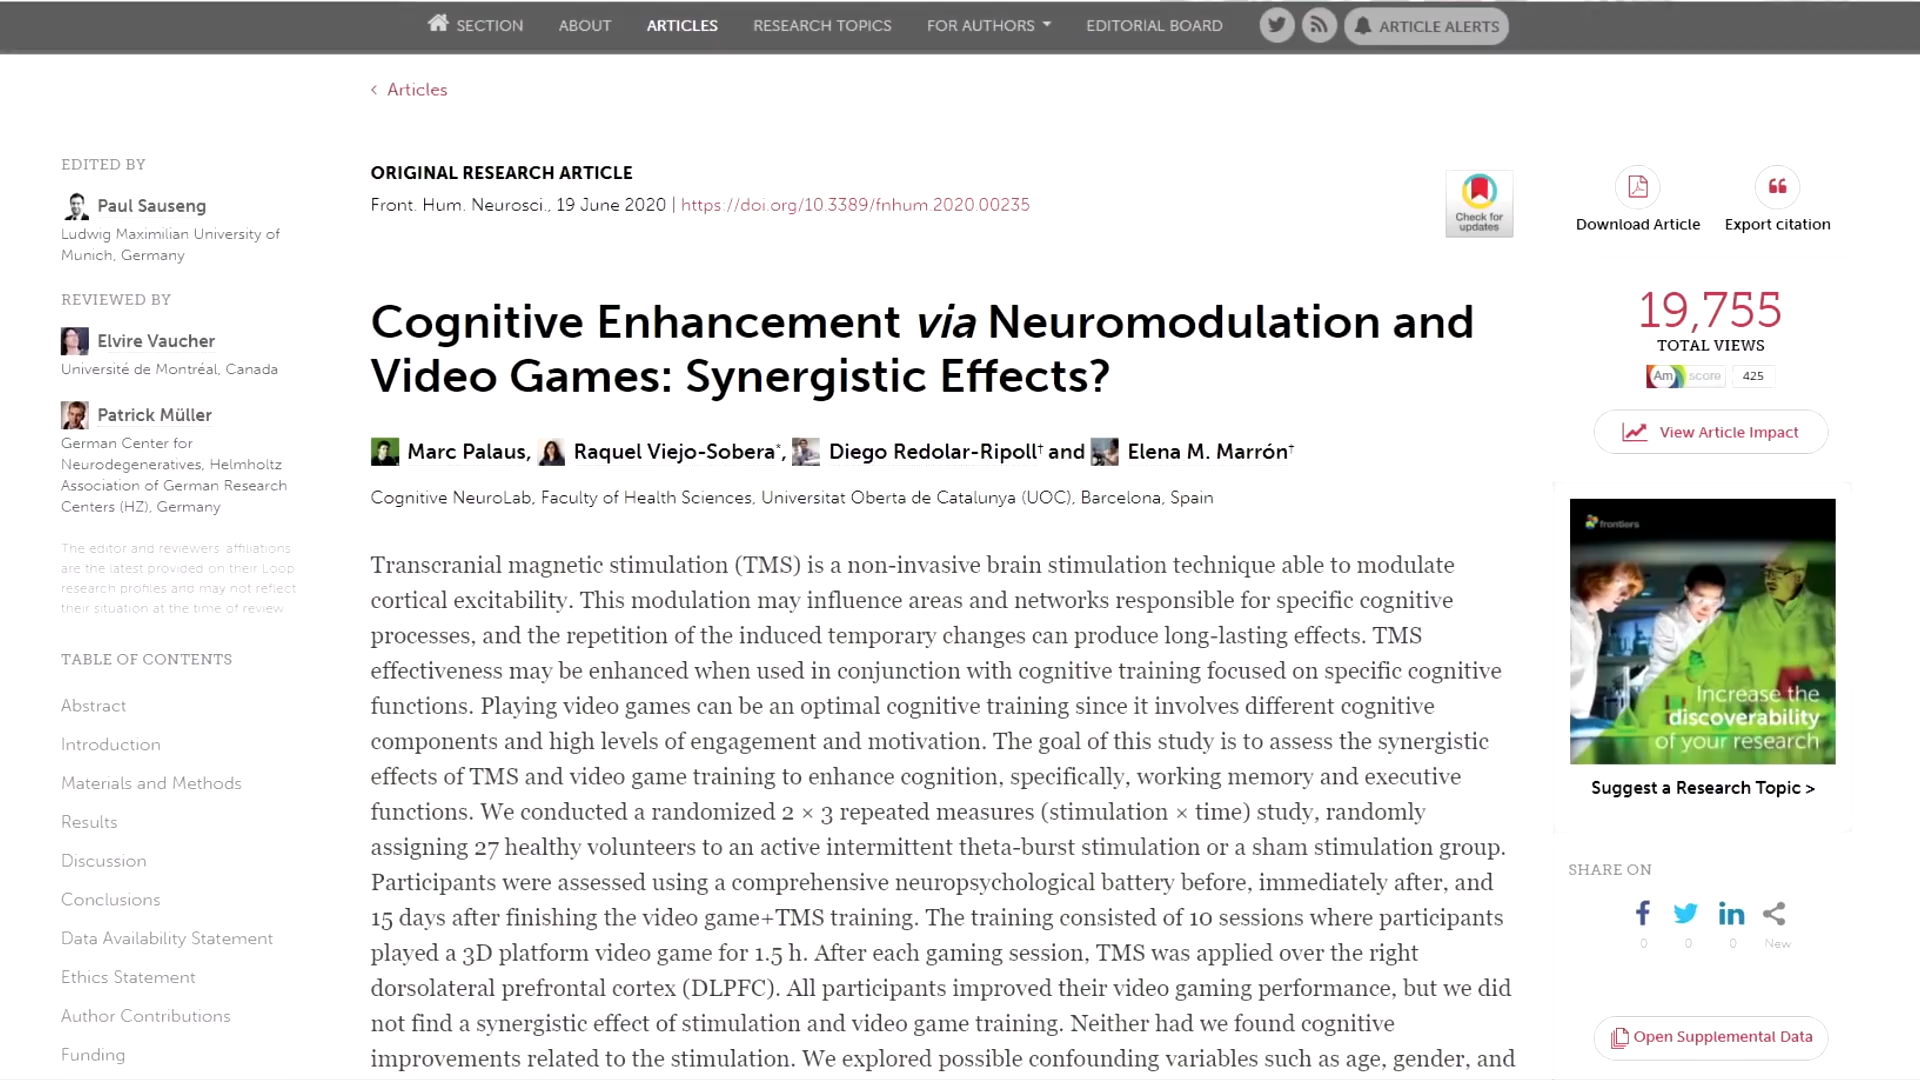 SECTION ABOUT ARTICLES RESEARCH TOPICS FOR AUTHORS EDITORIAL BOARD ARTICLE ALERTS
< Articles
EDITED BY
Paul Sauseng
Ludwig Maximilian University of
Munich, Germany
REVIEWED BY
Elvire Vaucher
Université de Montréal, Canada
Patrick Müller
German Center for
Neurodegeneratives, Helmholtz
Association of German Research
Centers (HZ), Germany
The editor and reviewers' affiliations
are the latest provided on their Loop
research profiles and may not reflect
their situation at the time of review
TABLE OF CONTENTS
Abstract
Introduction
Materials and Methods
Results
Discussion
Conclusions
Data Availability Statement
Ethics Statement
Author Contributions
Funding
ORIGINAL RESEARCH ARTICLE
Front. Hum. Neurosci., 19 June 2020 | https://doi.org/10.3389/fnhum.2020.00235
Check for
updates
Cognitive Enhancement via Neuromodulation and
Video Games: Synergistic Effects?
Marc Palaus, Raquel Viejo-Sobera*, Diego Redolar-Ripoll† and Elena M. Marrón†
Cognitive NeuroLab, Faculty of Health Sciences, Universitat Oberta de Catalunya (UOC), Barcelona, Spain
Transcranial magnetic stimulation (TMS) is a non-invasive brain stimulation technique able to modulate
cortical excitability. This modulation may influence areas and networks responsible for specific cognitive
processes, and the repetition of the induced temporary changes can produce long-lasting effects. TMS
effectiveness may be enhanced when used in conjunction with cognitive training focused on specific cognitive
functions. Playing video games can be an optimal cognitive training since it involves different cognitive
components and high levels of engagement and motivation. The goal of this study is to assess the synergistic
effects of TMS and video game training to enhance cognition, specifically, working memory and executive
functions. We conducted a randomized 2 × 3 repeated measures (stimulation × time) study, randomly
assigning 27 healthy volunteers to an active intermittent theta-burst stimulation or a sham stimulation group.
Participants were assessed using a comprehensive neuropsychological battery before, immediately after, and
15 days after finishing the video game+TMS training. The training consisted of 10 sessions where participants
played a 3D platform video game for 1.5 h. After each gaming session, TMS was applied over the right
dorsolateral prefrontal cortex (DLPFC). All participants improved their video gaming performance, but we did
not find a synergistic effect of stimulation and video game training. Neither had we found cognitive
improvements related to the stimulation. We explored possible confounding variables such as age, gender, and
Download Article Export citation
19,755
TOTAL VIEWS
Am score 425
View Article Impact
frontiers
Increase the
discoverability
of your research
Suggest a Research Topic >
SHARE ON
0 0 0 New
Open Supplemental Data